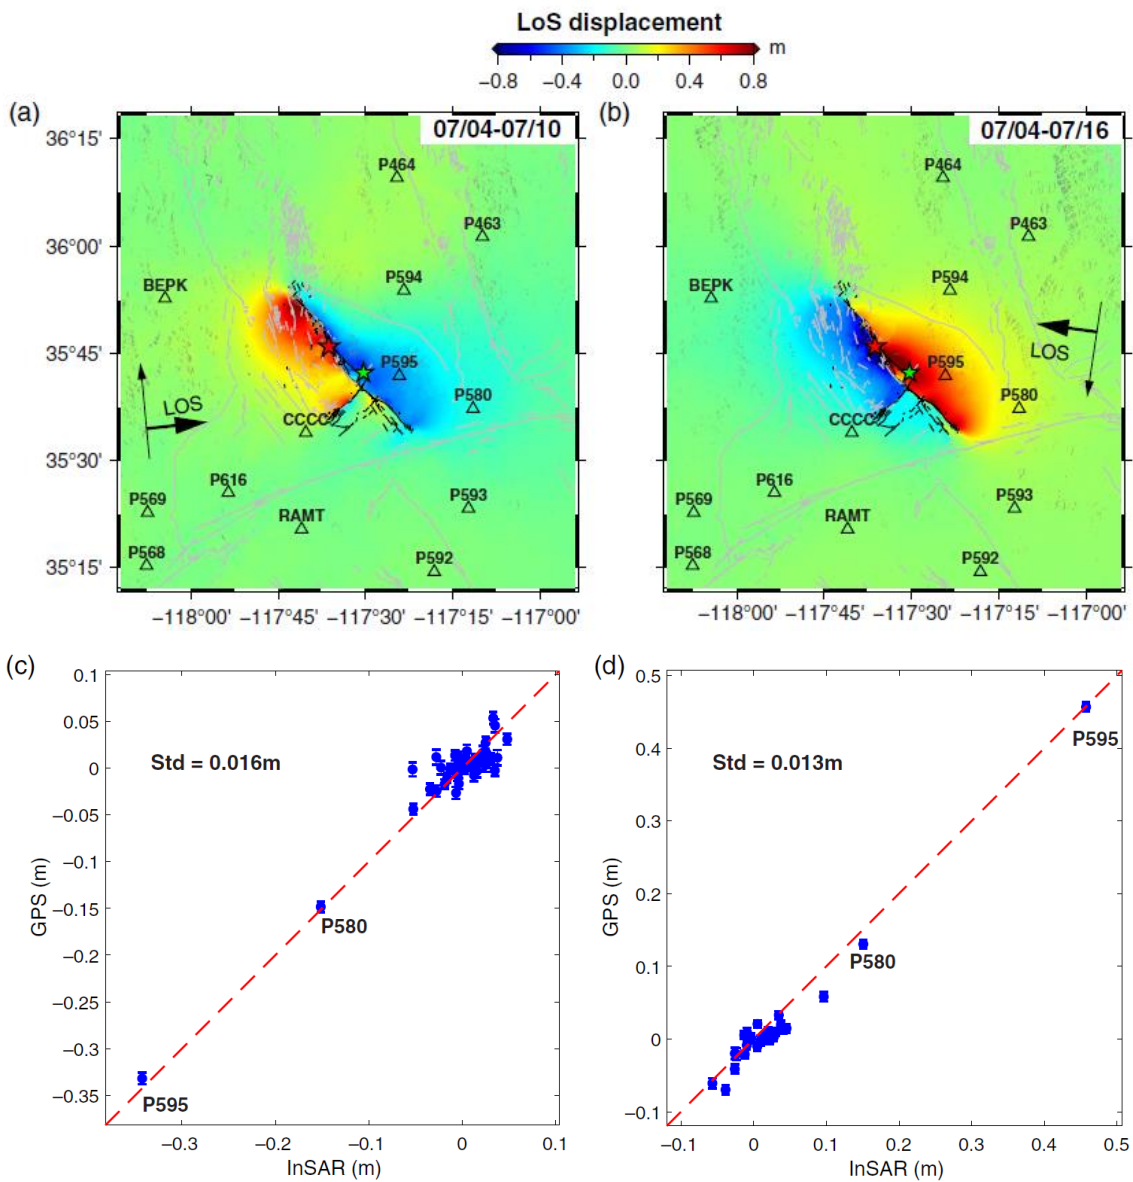 LoS displacement
m
−0.8 −0.4 0.0 0.4 0.8
(a)
07/04-07/10
36°15'
36°00'
35°45'
35°30'
35°15'
P464
P463
P594
BEPK
P595
P580
LOS
CCCC
P616
P569
RAMT
P593
P568
P592
−118°00' −117°45' −117°30' −117°15' −117°00'
(b)
07/04-07/16
P464
P463
P594
BEPK
LOS
P595
P580
CCCC
P616
P569
RAMT
P593
P568
P592
−118°00' −117°45' −117°30' −117°15' −117°00'
(c)
0.1
0.05
0
−0.05
−0.1
−0.15
−0.2
−0.25
−0.3
−0.35
GPS (m)
Std = 0.016m
P580
P595
−0.3 −0.2 −0.1 0 0.1
InSAR (m)
(d)
0.5
0.4
0.3
0.2
0.1
0
−0.1
GPS (m)
Std = 0.013m
P595
P580
−0.1 0 0.1 0.2 0.3 0.4 0.5
InSAR (m)